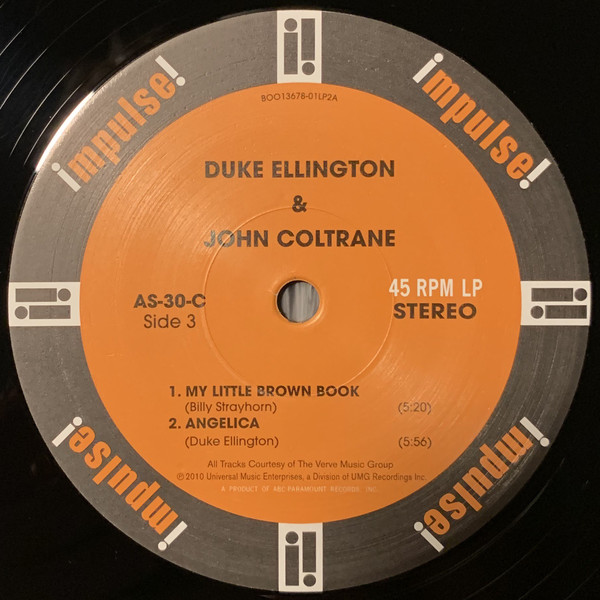 impulse!
impulse!
BOO13678-01LP2A
DUKE ELLINGTON
&
JOHN COLTRANE
AS-30-C
Side 3
45 RPM LP
STEREO
1. MY LITTLE BROWN BOOK
(Billy Strayhorn) (5:20)
2. ANGELICA
(Duke Ellington) (5:56)
All Tracks Courtesy of The Verve Music Group
℗ 2010 Universal Music Enterprises, a Division of UMG Recordings Inc.
A PRODUCT OF ABC-PARAMOUNT RECORDS, INC.
impulse!
impulse!